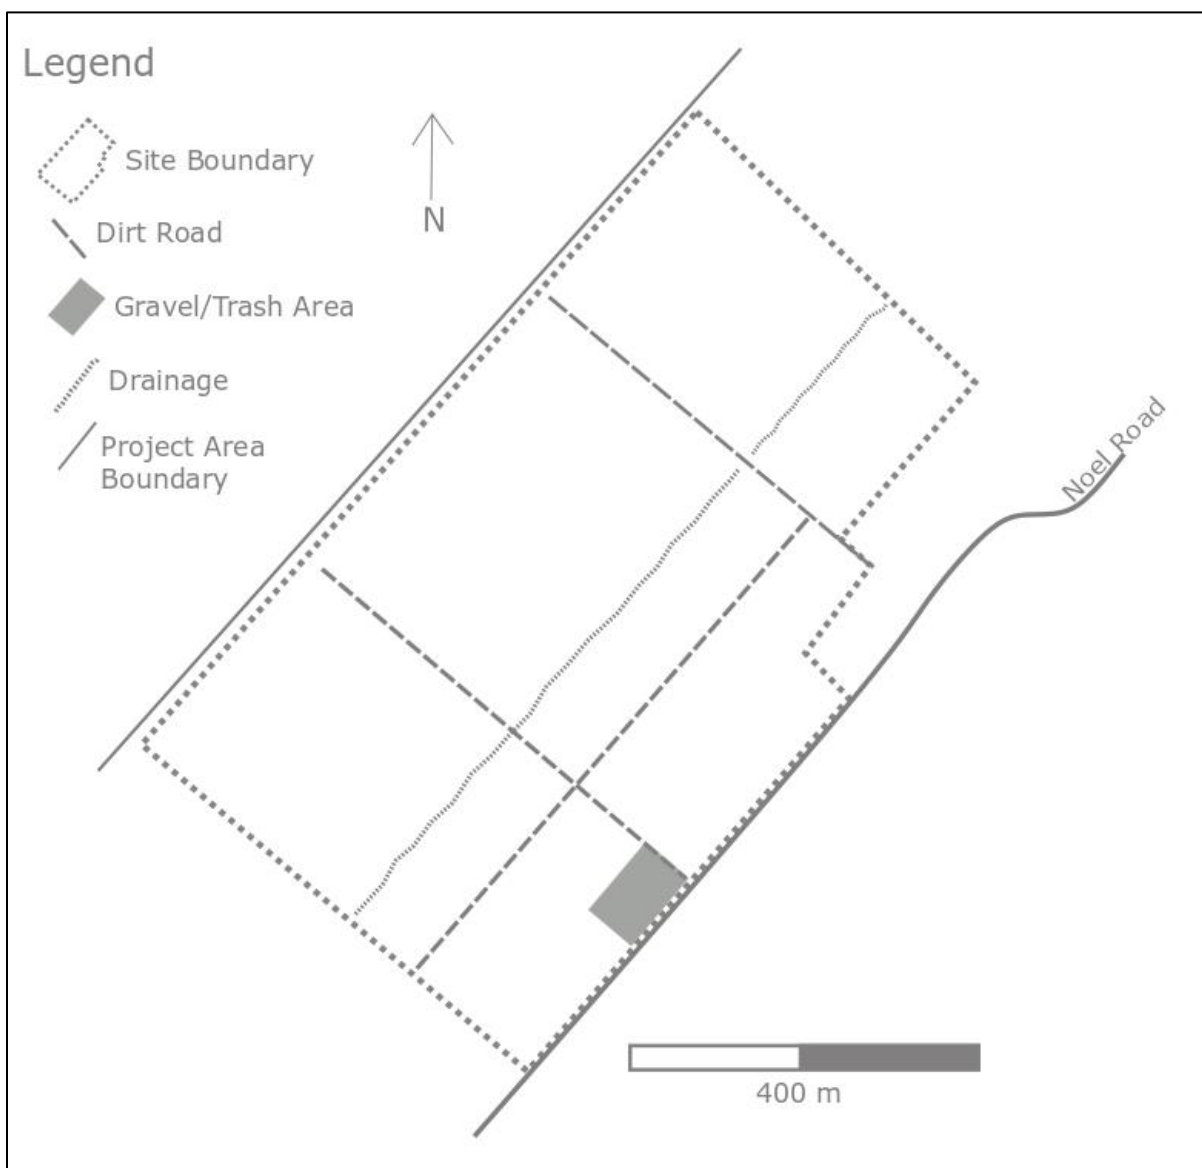 Legend
N
Site Boundary
Dirt Road
Gravel/Trash Area
Drainage
Project Area
Boundary
Noel Road
400 m